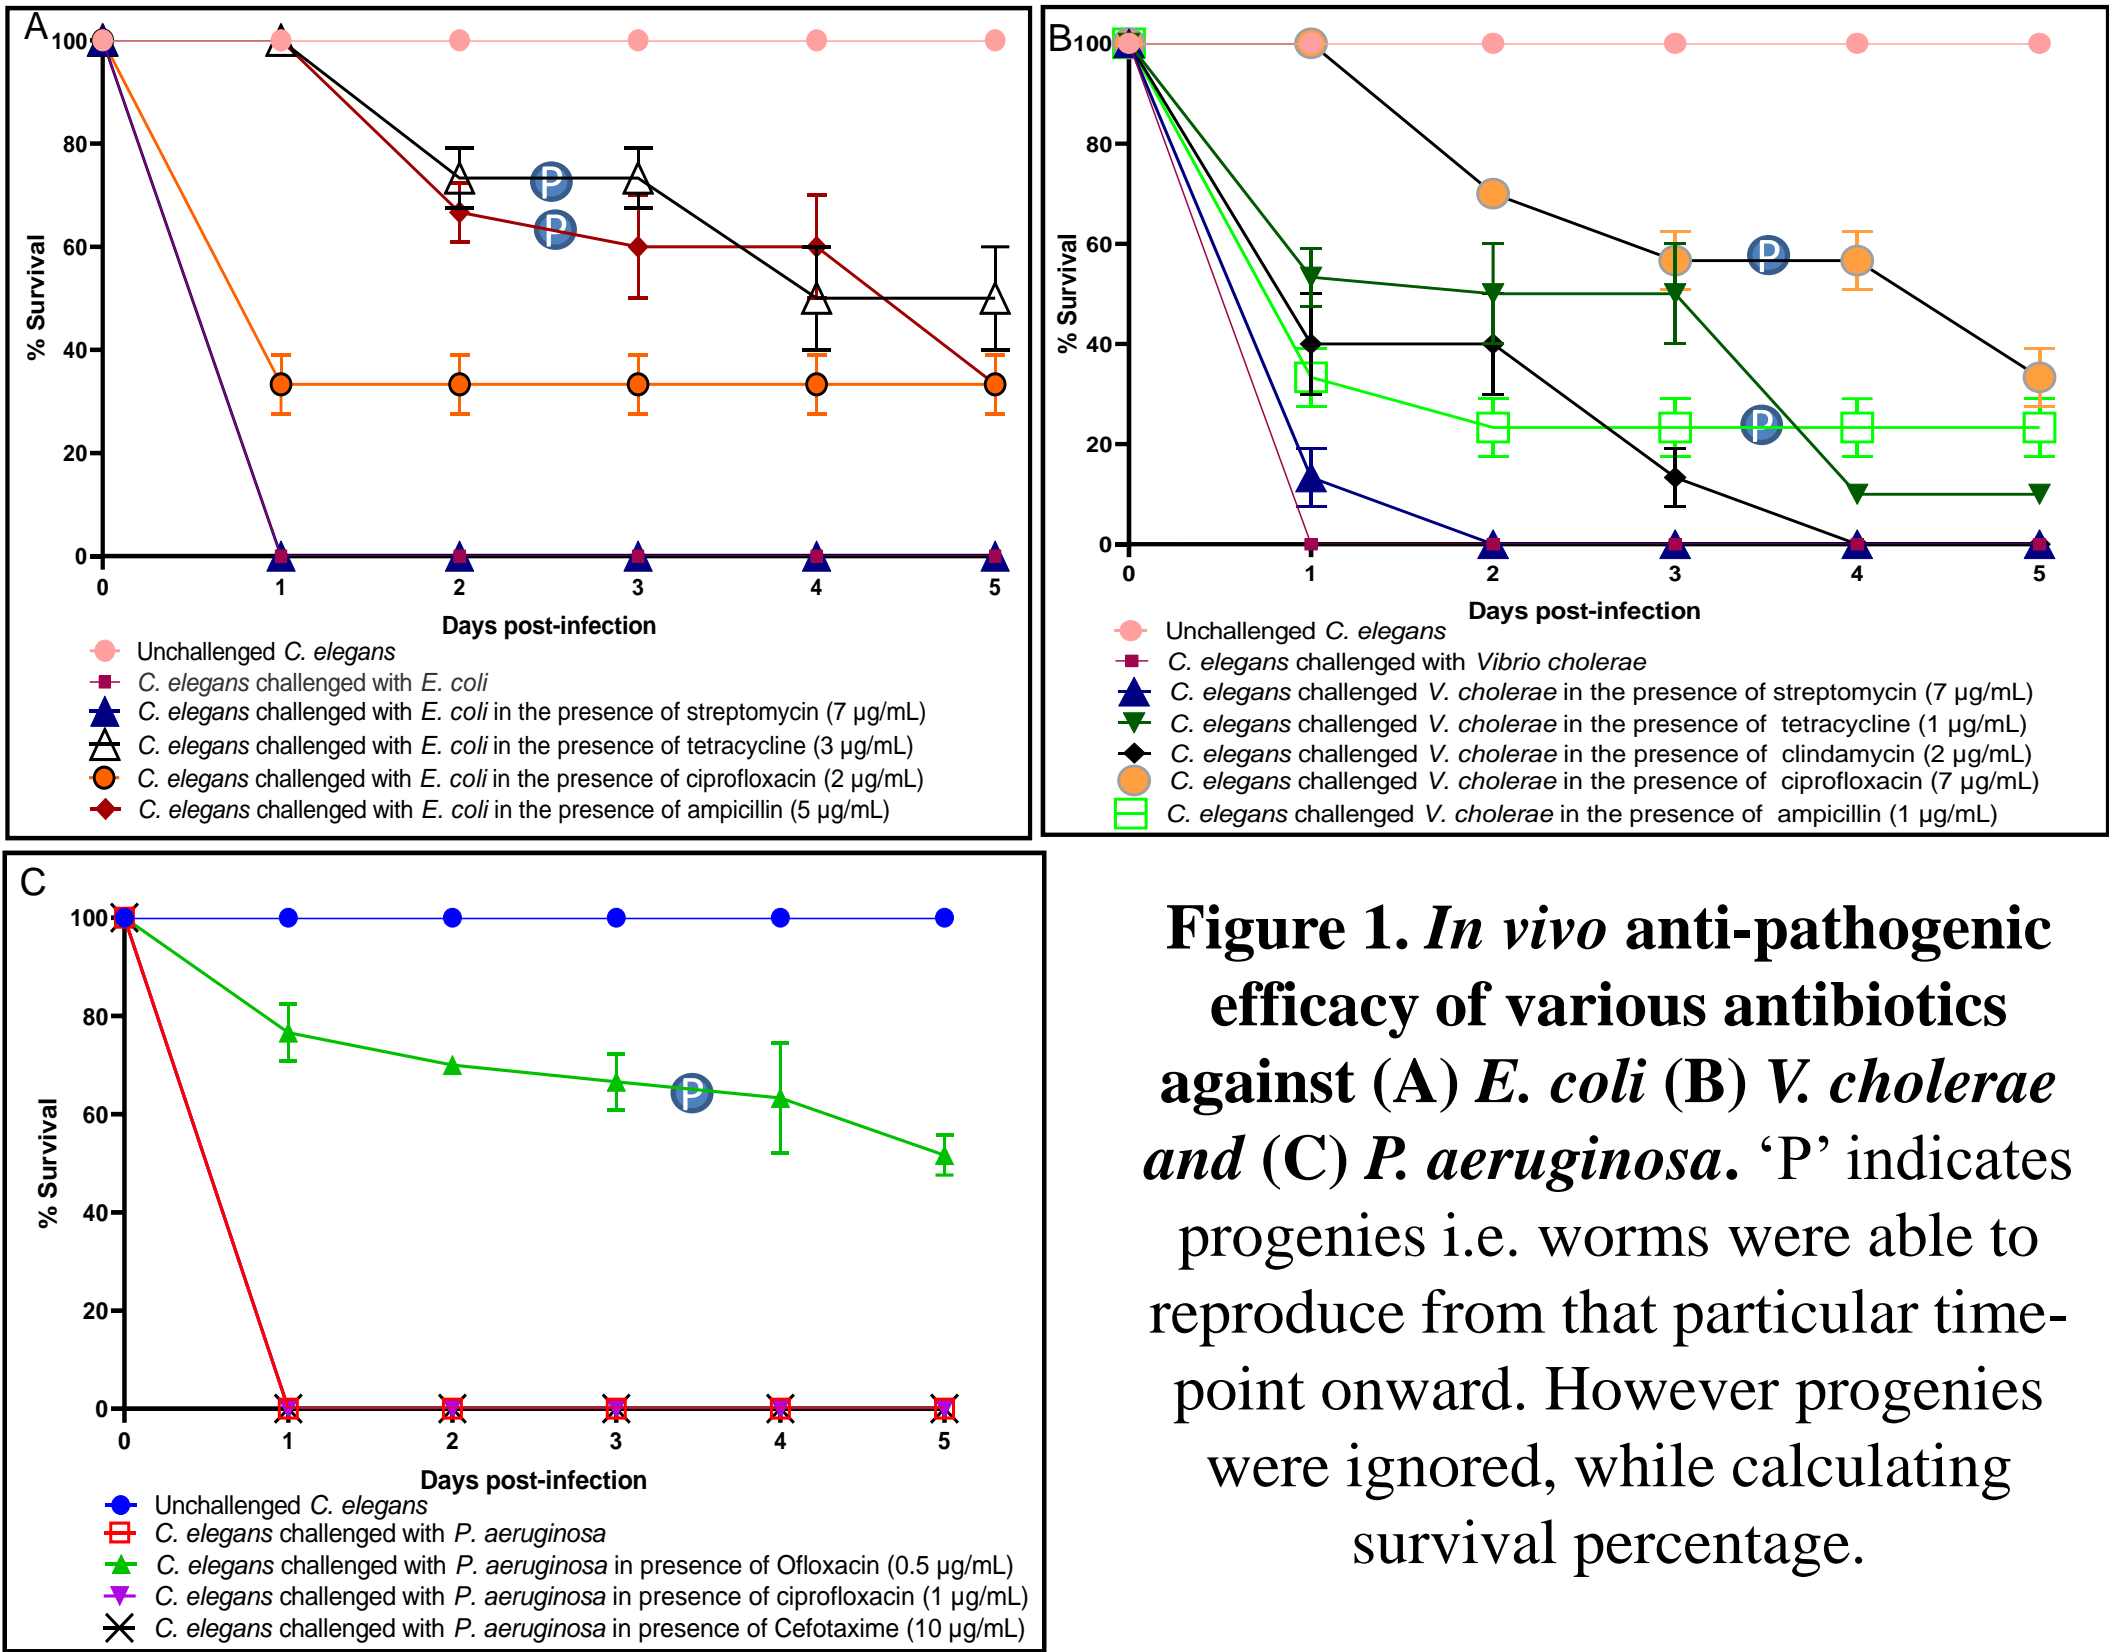 A
100
80
60
40
20
0
% Survival
P
P
0 1 2 3 4 5
Days post-infection
Unchallenged C. elegans
C. elegans challenged with E. coli
C. elegans challenged with E. coli in the presence of streptomycin (7 µg/mL)
C. elegans challenged with E. coli in the presence of tetracycline (3 µg/mL)
C. elegans challenged with E. coli in the presence of ciprofloxacin (2 µg/mL)
C. elegans challenged with E. coli in the presence of ampicillin (5 µg/mL)
B
100
80
60
40
20
0
% Survival
P
P
0 1 2 3 4 5
Days post-infection
Unchallenged C. elegans
C. elegans challenged with Vibrio cholerae
C. elegans challenged V. cholerae in the presence of streptomycin (7 µg/mL)
C. elegans challenged V. cholerae in the presence of tetracycline (1 µg/mL)
C. elegans challenged V. cholerae in the presence of clindamycin (2 µg/mL)
C. elegans challenged V. cholerae in the presence of ciprofloxacin (7 µg/mL)
C. elegans challenged V. cholerae in the presence of ampicillin (1 µg/mL)
C
100
80
60
40
20
0
% Survival
P
0 1 2 3 4 5
Days post-infection
Unchallenged C. elegans
C. elegans challenged with P. aeruginosa
C. elegans challenged with P. aeruginosa in presence of Ofloxacin (0.5 µg/mL)
C. elegans challenged with P. aeruginosa in presence of ciprofloxacin (1 µg/mL)
C. elegans challenged with P. aeruginosa in presence of Cefotaxime (10 µg/mL)
Figure 1. In vivo anti-pathogenic
efficacy of various antibiotics
against (A) E. coli (B) V. cholerae
and (C) P. aeruginosa. ‘P’ indicates
progenies i.e. worms were able to
reproduce from that particular time-
point onward. However progenies
were ignored, while calculating
survival percentage.